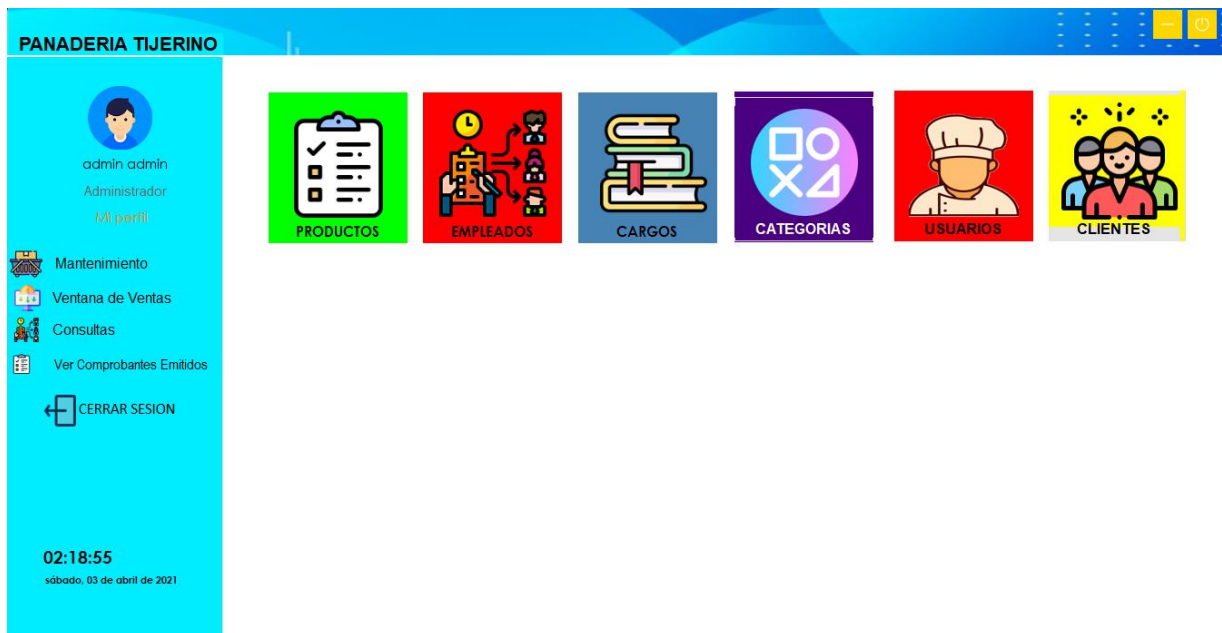 PANADERIA TIJERINO
admin admin
Administrador
Mi perfil
Mantenimiento
Ventana de Ventas
Consultas
Ver Comprobantes Emitidos
CERRAR SESION
02:18:55
sábado, 03 de abril de 2021
PRODUCTOS
EMPLEADOS
CARGOS
CATEGORIAS
USUARIOS
CLIENTES